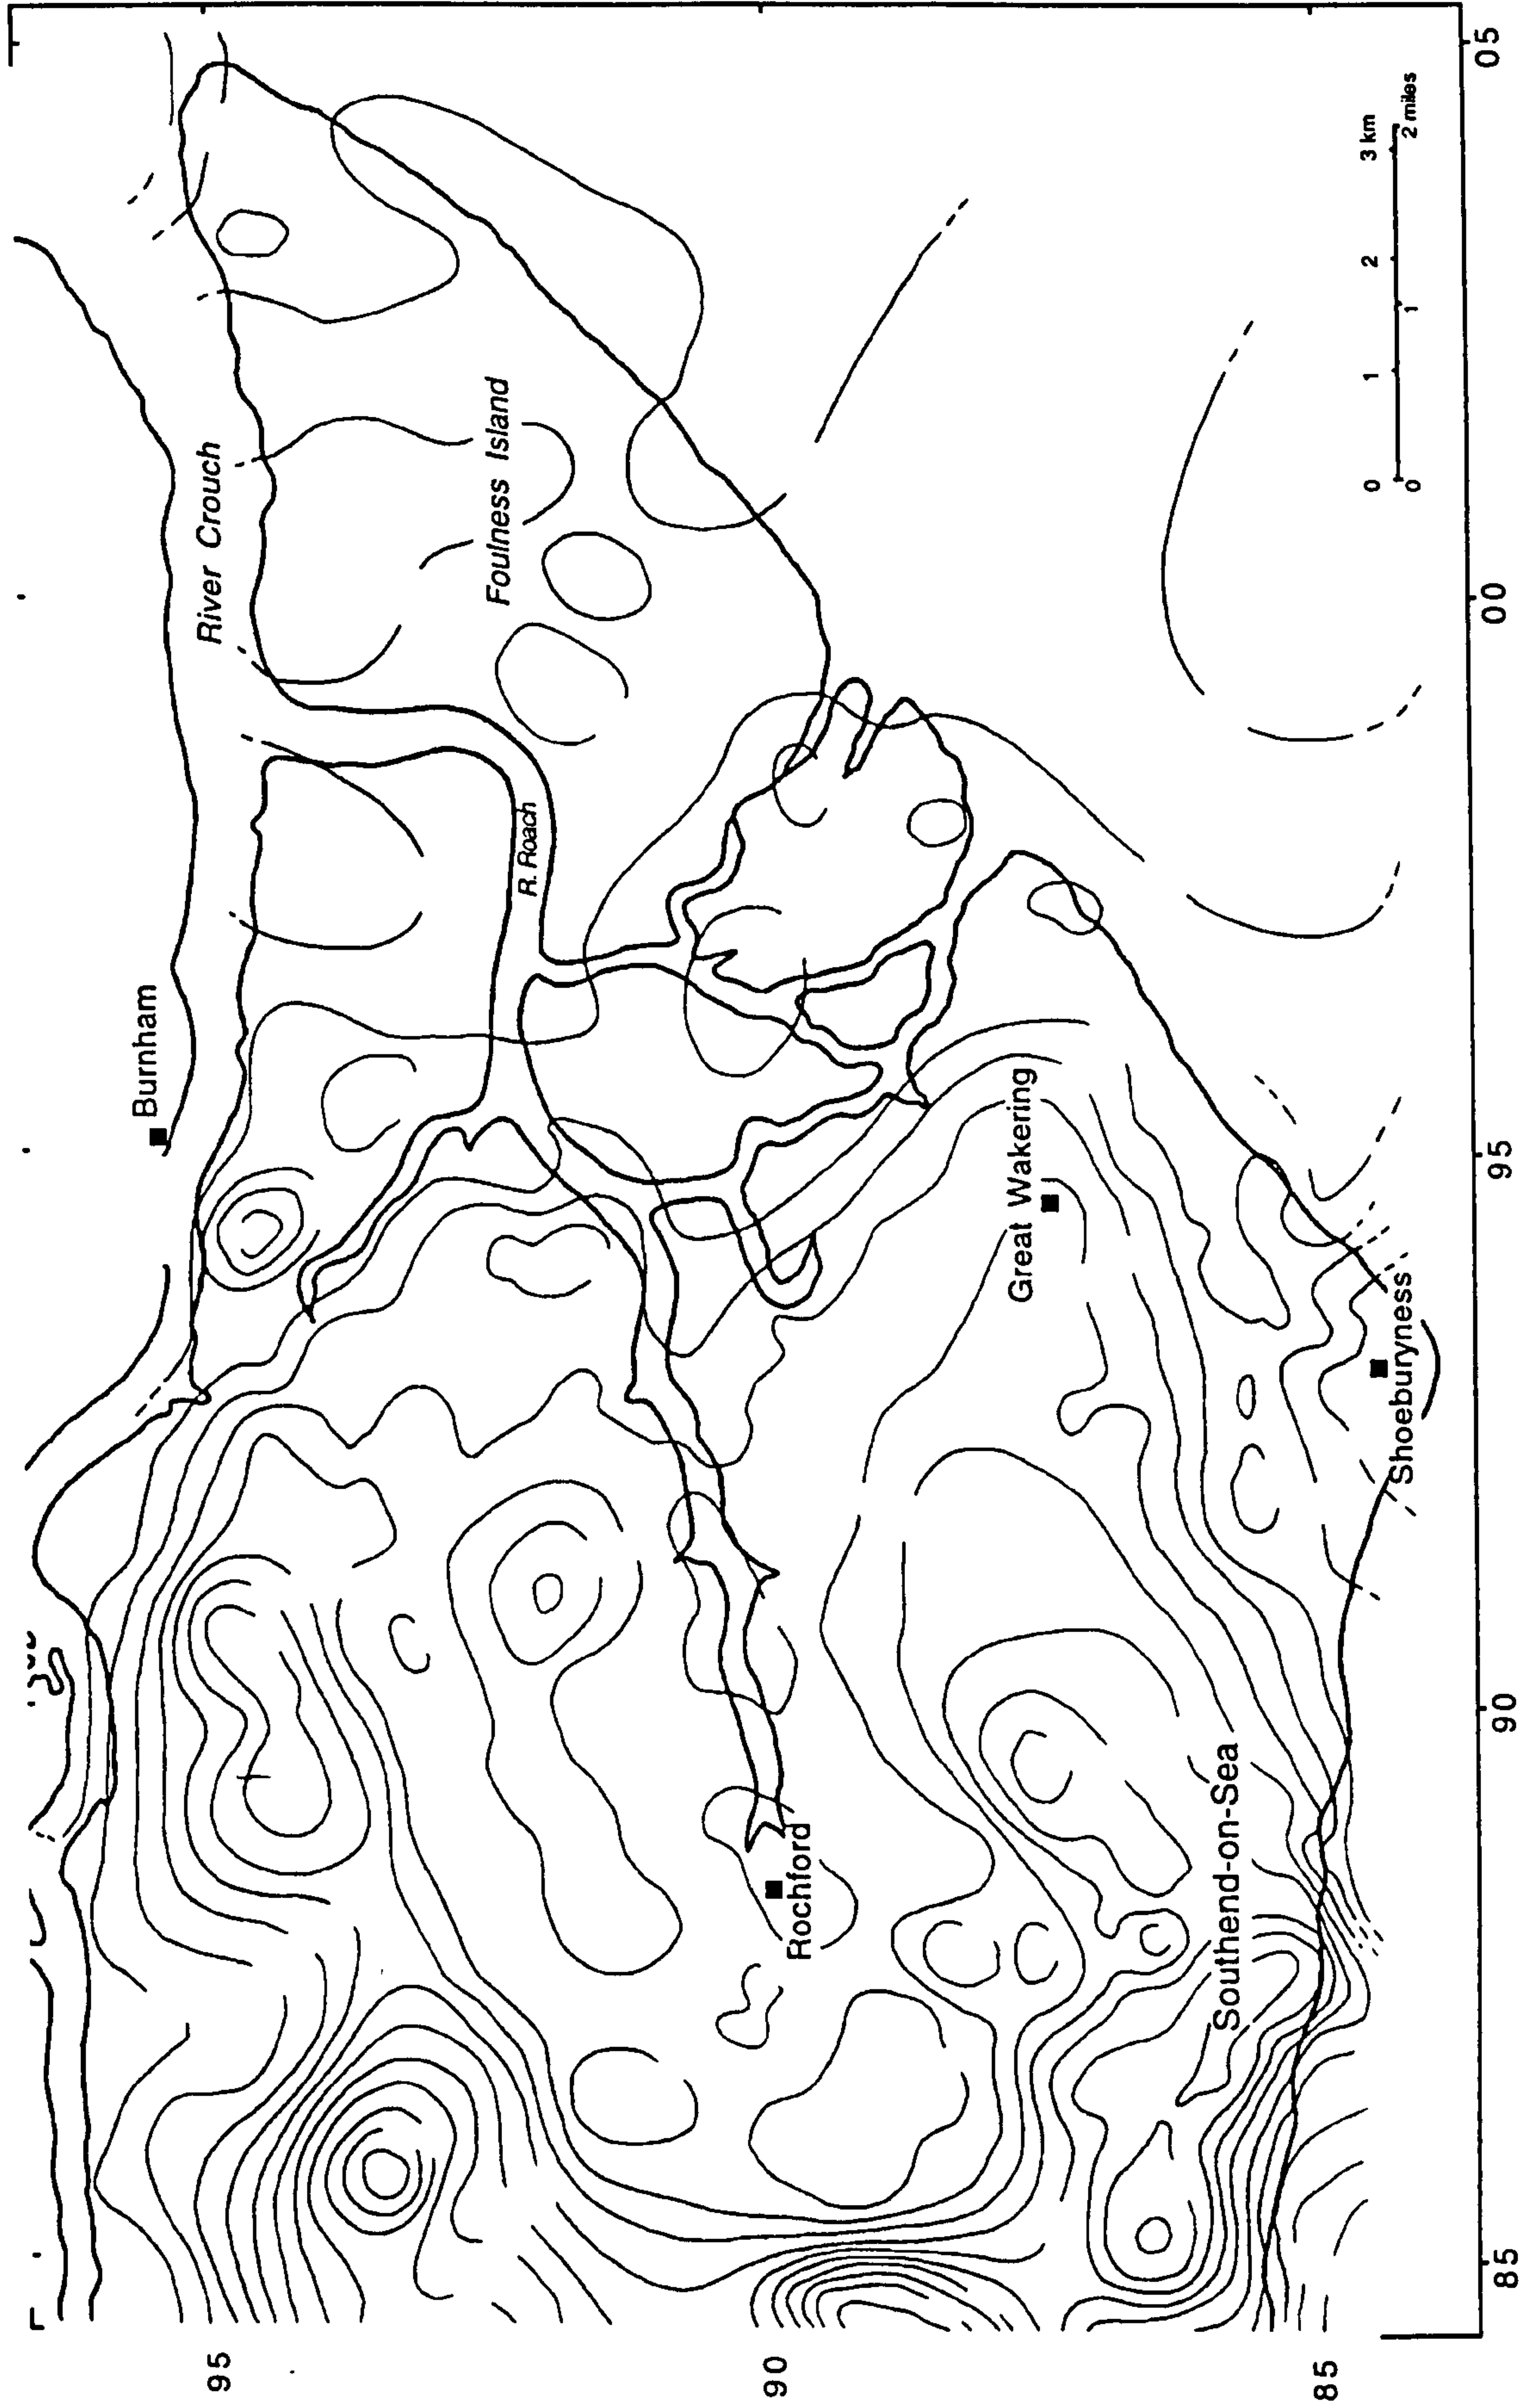 Burnham
River Crouch
Foulness Island
R. Roach
Great Wakering
Rochford
Southend-on-Sea
Shoeburyness
0 1 2 3 km
0 1 2 miles
95
90
85
85 90 95 00 05